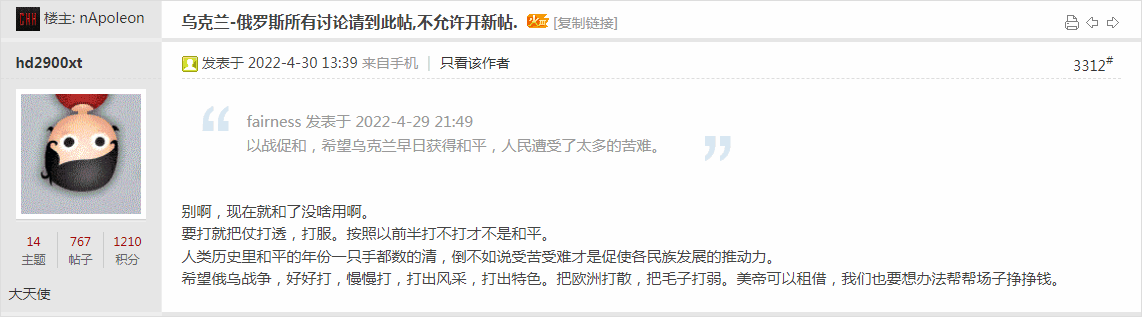 CHH
楼主: nApoleon
乌克兰-俄罗斯所有讨论请到此帖,不允许开新帖. 火帖 [复制链接]
hd2900xt
发表于 2022-4-30 13:39 来自手机 | 只看该作者
3312#
fairness 发表于 2022-4-29 21:49
以战促和，希望乌克兰早日获得和平，人民遭受了太多的苦难。
别啊，现在就和了没啥用啊。
要打就把仗打透，打服。按照以前半打不打才不是和平。
人类历史里和平的年份一只手都数的清，倒不如说受苦受难才是促使各民族发展的推动力。
希望俄乌战争，好好打，慢慢打，打出风采，打出特色。把欧洲打散，把毛子打弱。美帝可以租借，我们也要想办法帮帮场子挣挣钱。
14 767 1210
主题 帖子 积分
大天使